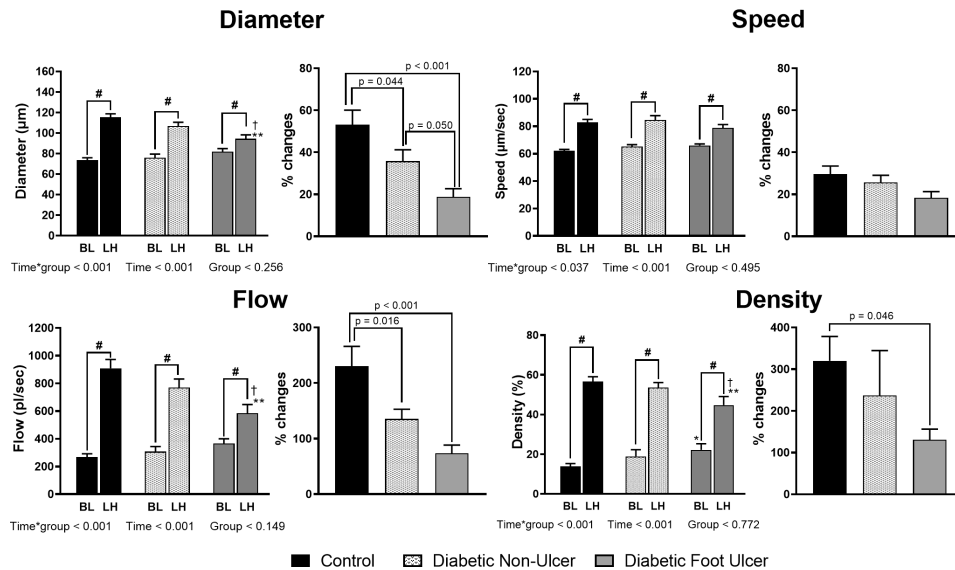 Diameter
160
140
120
100
80
60
40
20
0
Diameter (µm)
#
#
#
†
**
BL LH BL LH BL LH
Time*group < 0.001 Time < 0.001 Group < 0.256
80
60
40
20
0
% changes
p < 0.001
p = 0.044
p = 0.050
Speed
120
100
80
60
40
20
0
Speed (µm/sec)
#
#
#
BL LH BL LH BL LH
Time*group < 0.037 Time < 0.001 Group < 0.495
80
60
40
20
0
% changes
Flow
1200
1000
800
600
400
200
0
Flow (pl/sec)
#
#
#
†
**
BL LH BL LH BL LH
Time*group < 0.001 Time < 0.001 Group < 0.149
300
200
100
0
% changes
p < 0.001
p = 0.016
Density
80
60
40
20
0
Density (%)
#
#
#
†
**
*
BL LH BL LH BL LH
Time*group < 0.001 Time < 0.001 Group < 0.772
400
300
200
100
0
% changes
p = 0.046
Control Diabetic Non-Ulcer Diabetic Foot Ulcer